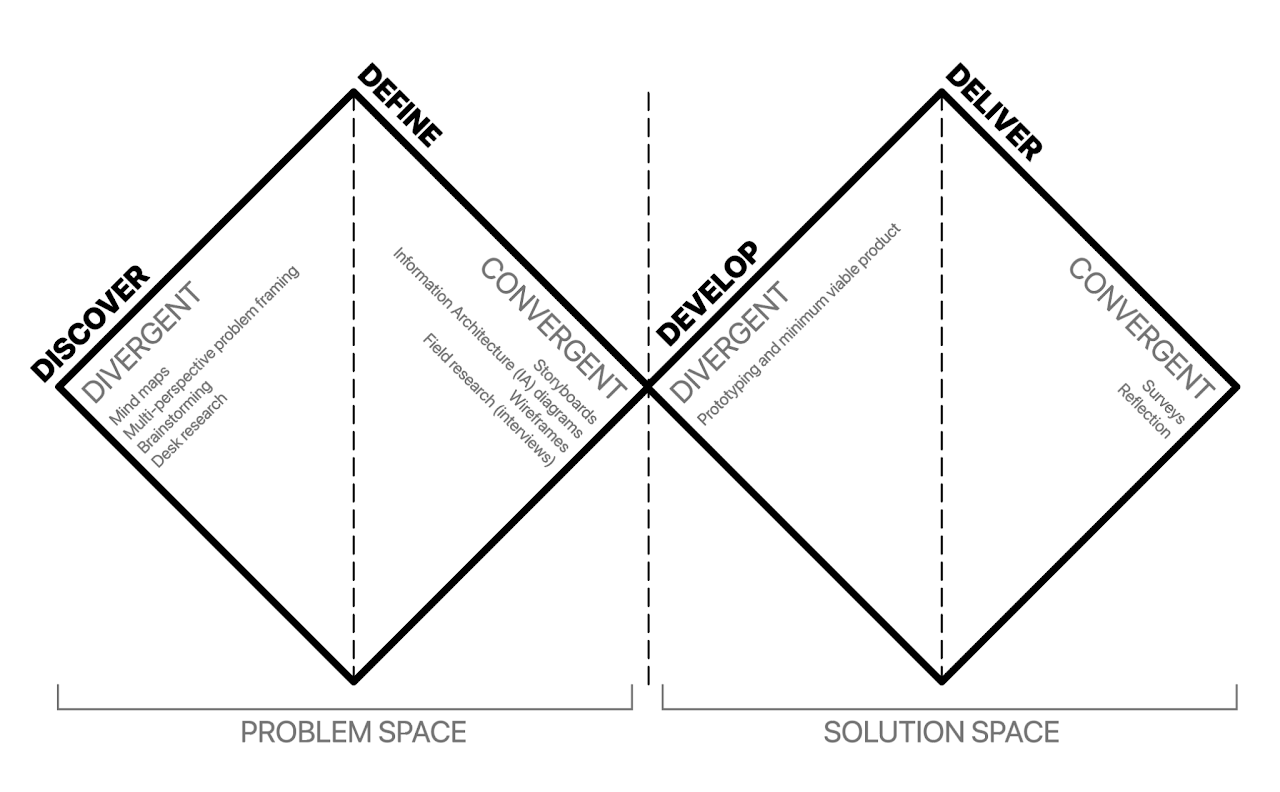 DISCOVER
DIVERGENT
Mind maps
Multi-perspective problem framing
Brainstorming
Desk research
DEFINE
CONVERGENT
Storyboards
Information Architecture (IA) diagrams
Wireframes
Field research (interviews)
DEVELOP
DIVERGENT
Prototyping and minimum viable product
DELIVER
CONVERGENT
Surveys
Reflection
PROBLEM SPACE
SOLUTION SPACE